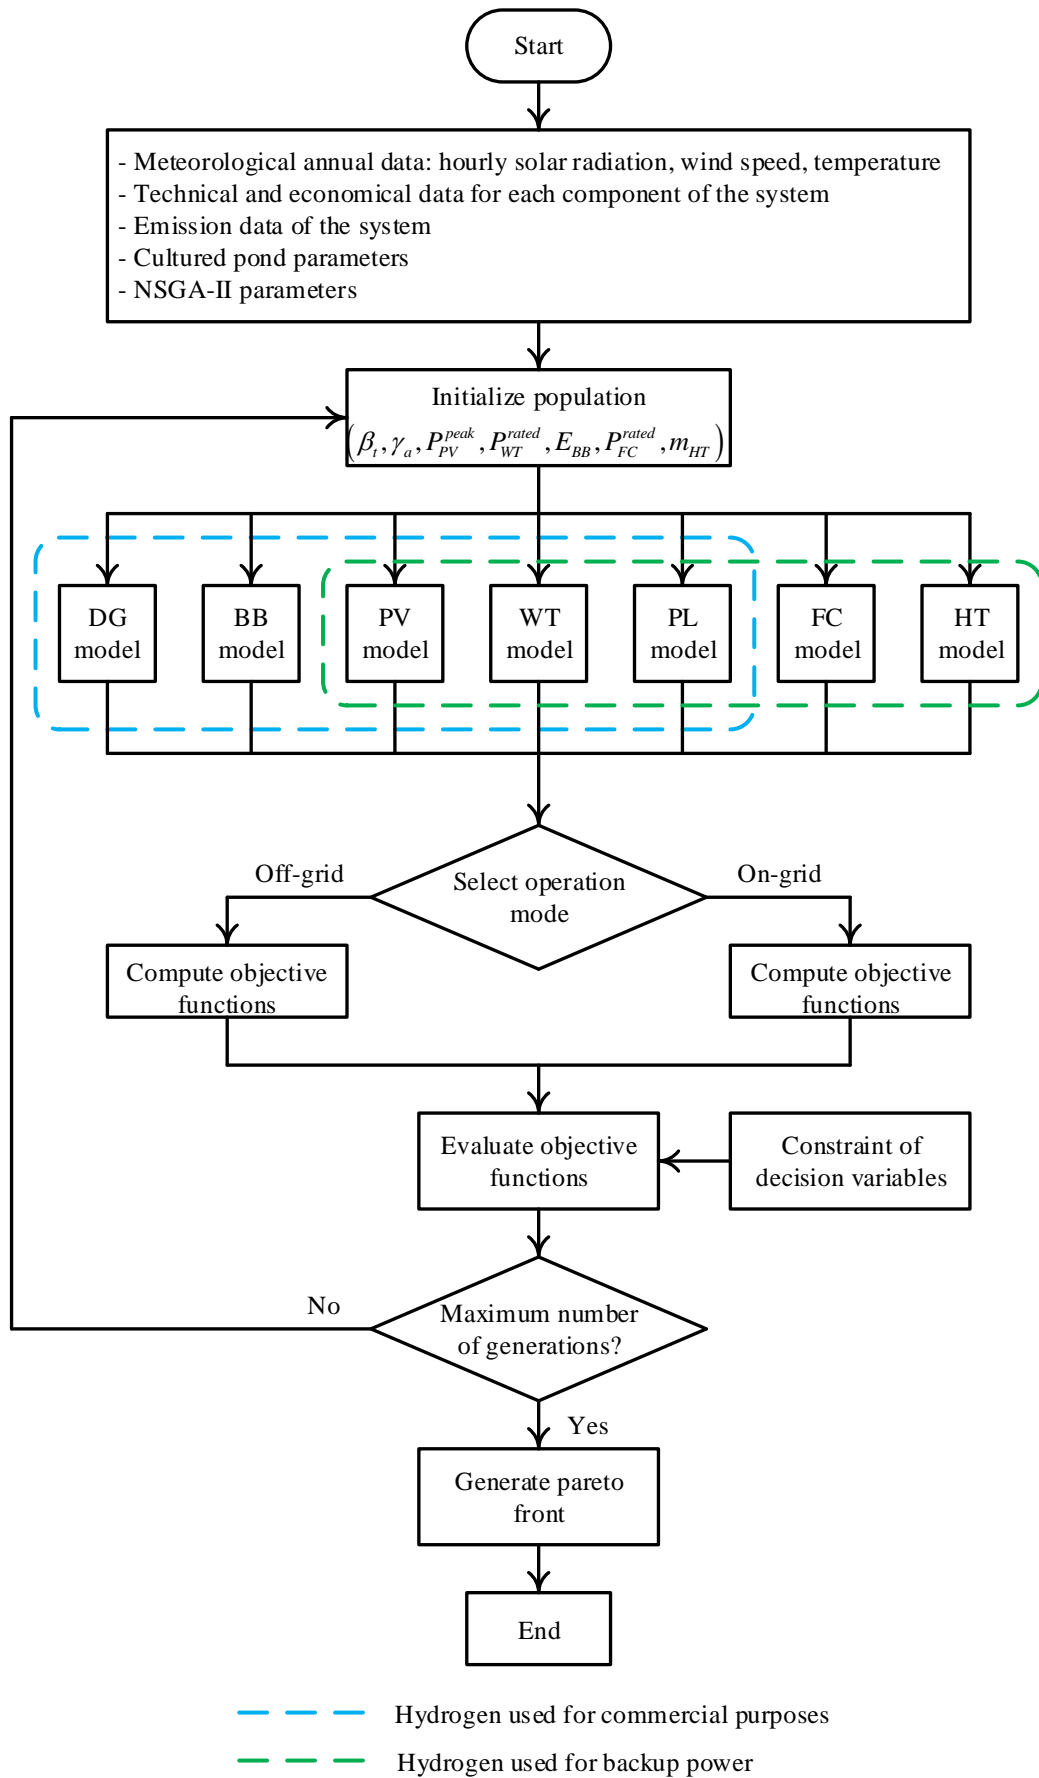 Start
- Meteorological annual data: hourly solar radiation, wind speed, temperature
- Technical and economical data for each component of the system
- Emission data of the system
- Cultured pond parameters
- NSGA-II parameters
Initialize population
(β_t, γ_a, P_PV^peak, P_WT^rated, E_BB, P_FC^rated, m_HT)
DG
model
BB
model
PV
model
WT
model
PL
model
FC
model
HT
model
Off-grid
Select operation
mode
On-grid
Compute objective
functions
Compute objective
functions
Evaluate objective
functions
Constraint of
decision variables
No
Maximum number
of generations?
Yes
Generate pareto
front
End
Hydrogen used for commercial purposes
Hydrogen used for backup power